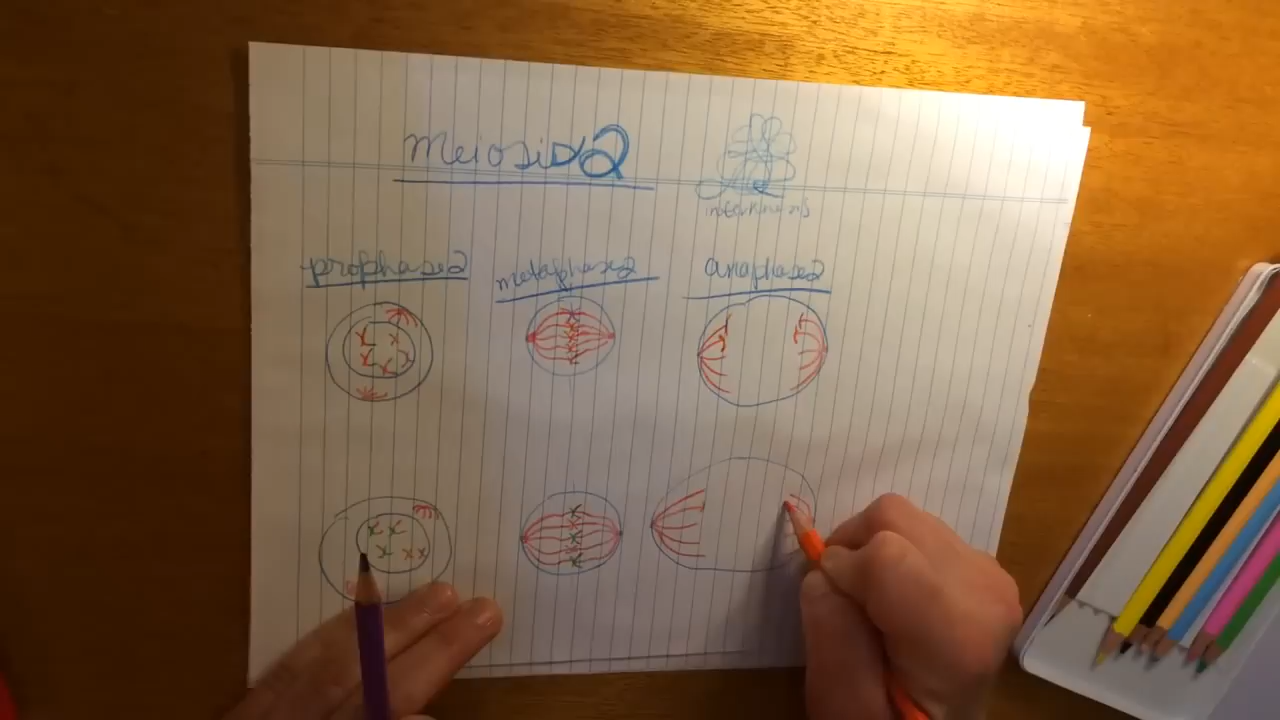 meiosis 2
interkinesis
prophase 2
metaphase 2
anaphase 2